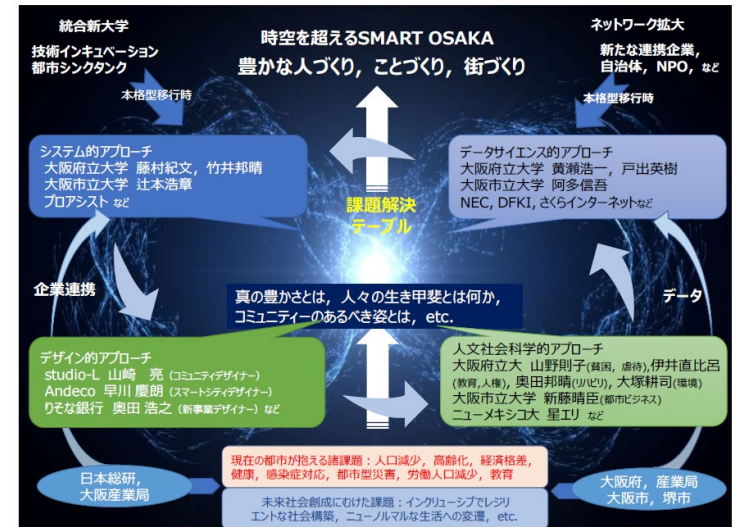 統合新大学
技術インキュベーション
都市シンクタンク
本格型移行時
時空を超えるSMART OSAKA
豊かな人づくり，ことづくり，街づくり
ネットワーク拡大
新たな連携企業，
自治体，NPO，など
本格型移行時
システム的アプローチ
大阪府立大学 藤村紀文，竹井邦晴
大阪市立大学 辻本浩章
プロアシスト など
データサイエンス的アプローチ
大阪府立大学 黄瀬浩一，戸出英樹
大阪市立大学 阿多信吾
NEC, DFKI, さくらインターネットなど
課題解決
テーブル
企業連携
データ
真の豊かさとは，人々の生き甲斐とは何か，
コミュニティーのあるべき姿とは，etc.
デザイン的アプローチ
studio-L 山崎 亮（コミュニティデザイナー）
Andeco 早川 慶朗（スマートシティデザイナー）
りそな銀行 奥田 浩之（新事業デザイナー）など
人文社会科学的アプローチ
大阪府立大 山野則子(貧困，虐待),伊井直比呂
(教育,人権)，奥田邦晴(リハビリ)，大塚耕司(環境)
大阪市立大学 新藤晴臣(都市ビジネス)
ニューメキシコ大 星エリ など
日本総研，
大阪産業局
現在の都市が抱える諸課題：人口減少，高齢化，経済格差，
健康，感染症対応，都市型災害，労働人口減少，教育
未来社会創成にむけた課題：インクリューシブでレジリ
エントな社会構築，ニューノルマルな生活への変遷，etc.
大阪府，産業局
大阪市，堺市